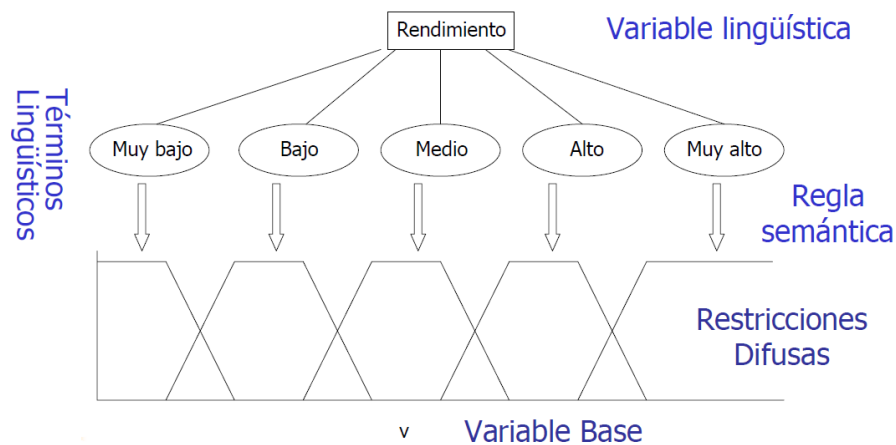 Rendimiento
Variable lingüística
Términos
Lingüísticos
Muy bajo
Bajo
Medio
Alto
Muy alto
Regla
semántica
Restricciones
Difusas
v
Variable Base